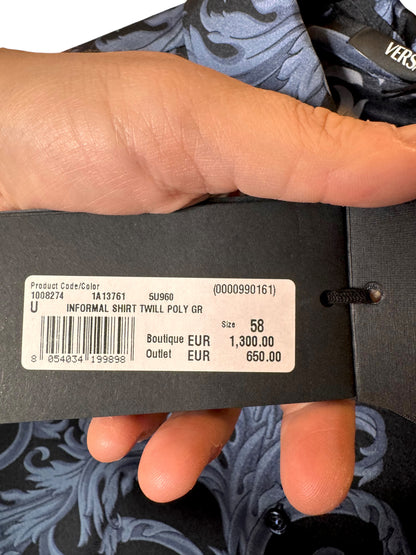 VERSA
Product Code/Color
1008274 1A13761 5U960 (0000990161)
U INFORMAL SHIRT TWILL POLY GR
Size 58
Boutique EUR 1,300.00
Outlet EUR 650.00
8 054034 199898